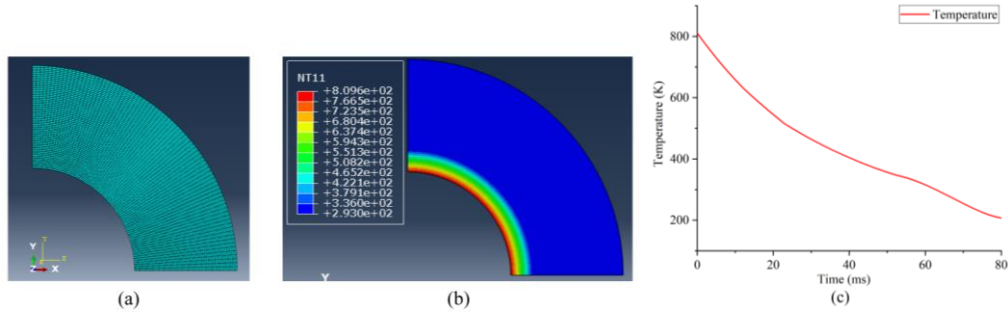 Y
Z
X
(a)
NT11
+8.096e+02
+7.665e+02
+7.235e+02
+6.804e+02
+6.374e+02
+5.943e+02
+5.513e+02
+5.082e+02
+4.652e+02
+4.221e+02
+3.791e+02
+3.360e+02
+2.930e+02
Y
(b)
Temperature
800
600
400
200
Temperature (K)
0
20
40
60
80
Time (ms)
(c)